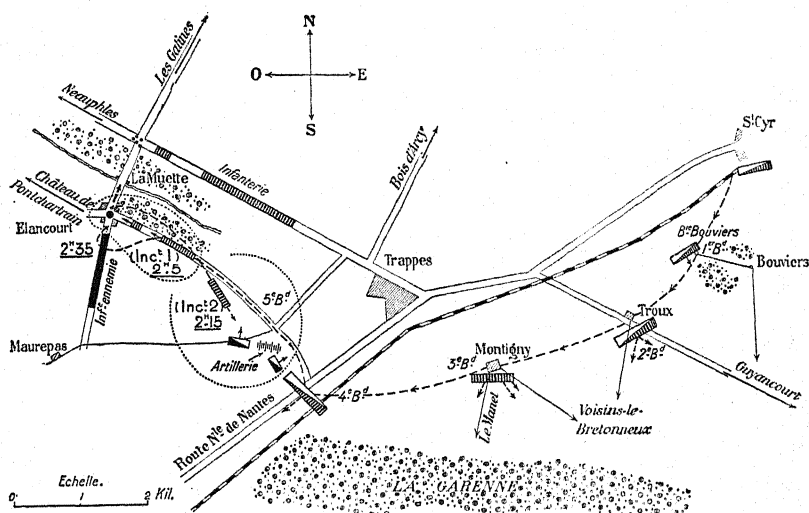 N
O
E
S
Les Gatines
Neauphles
Infanterie
Bois d'Arcy
St Cyr
La Muette
Château de
Pontchartrain
Elancourt
2h35
(Inct 1)
2h5
Inf. ennemie
(Inct 2)
2h15
5e Bd
Trappes
Bie Bouviers
1er Bd
Bouviers
Maurepas
Artillerie
4e Bd
3e Bd
Montigny
Troux
2e Bd
Guyancourt
Route Nle de Nantes
Le Manet
Voisins-le-
Bretonneux
LA GARENNE
Echelle.
0 1 2 Kil.